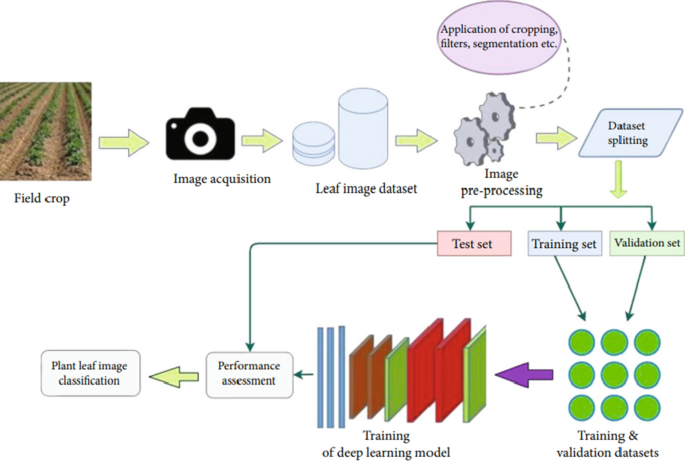 Application of cropping,
filters, segmentation etc.
Field crop
Image acquisition
Leaf image dataset
Image
pre-processing
Dataset
splitting
Test set
Training set
Validation set
Plant leaf image
classification
Performance
assessment
Training
of deep learning model
Training &
validation datasets